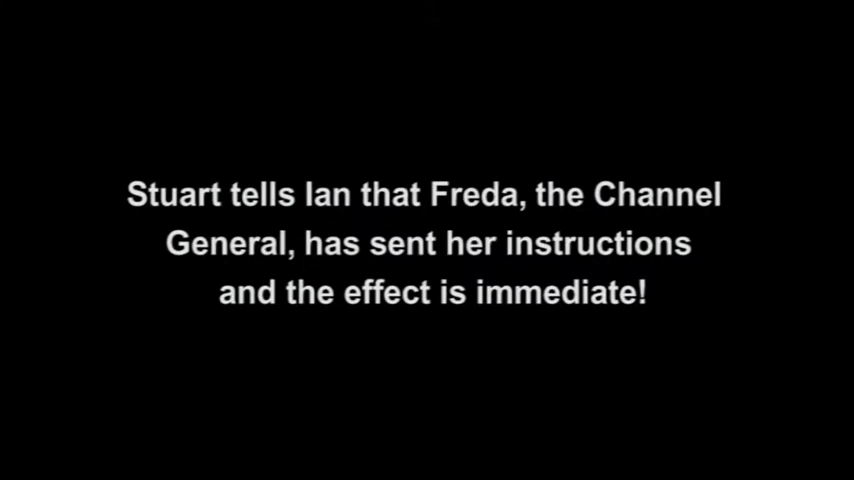 Stuart tells Ian that Freda, the Channel
General, has sent her instructions
and the effect is immediate!